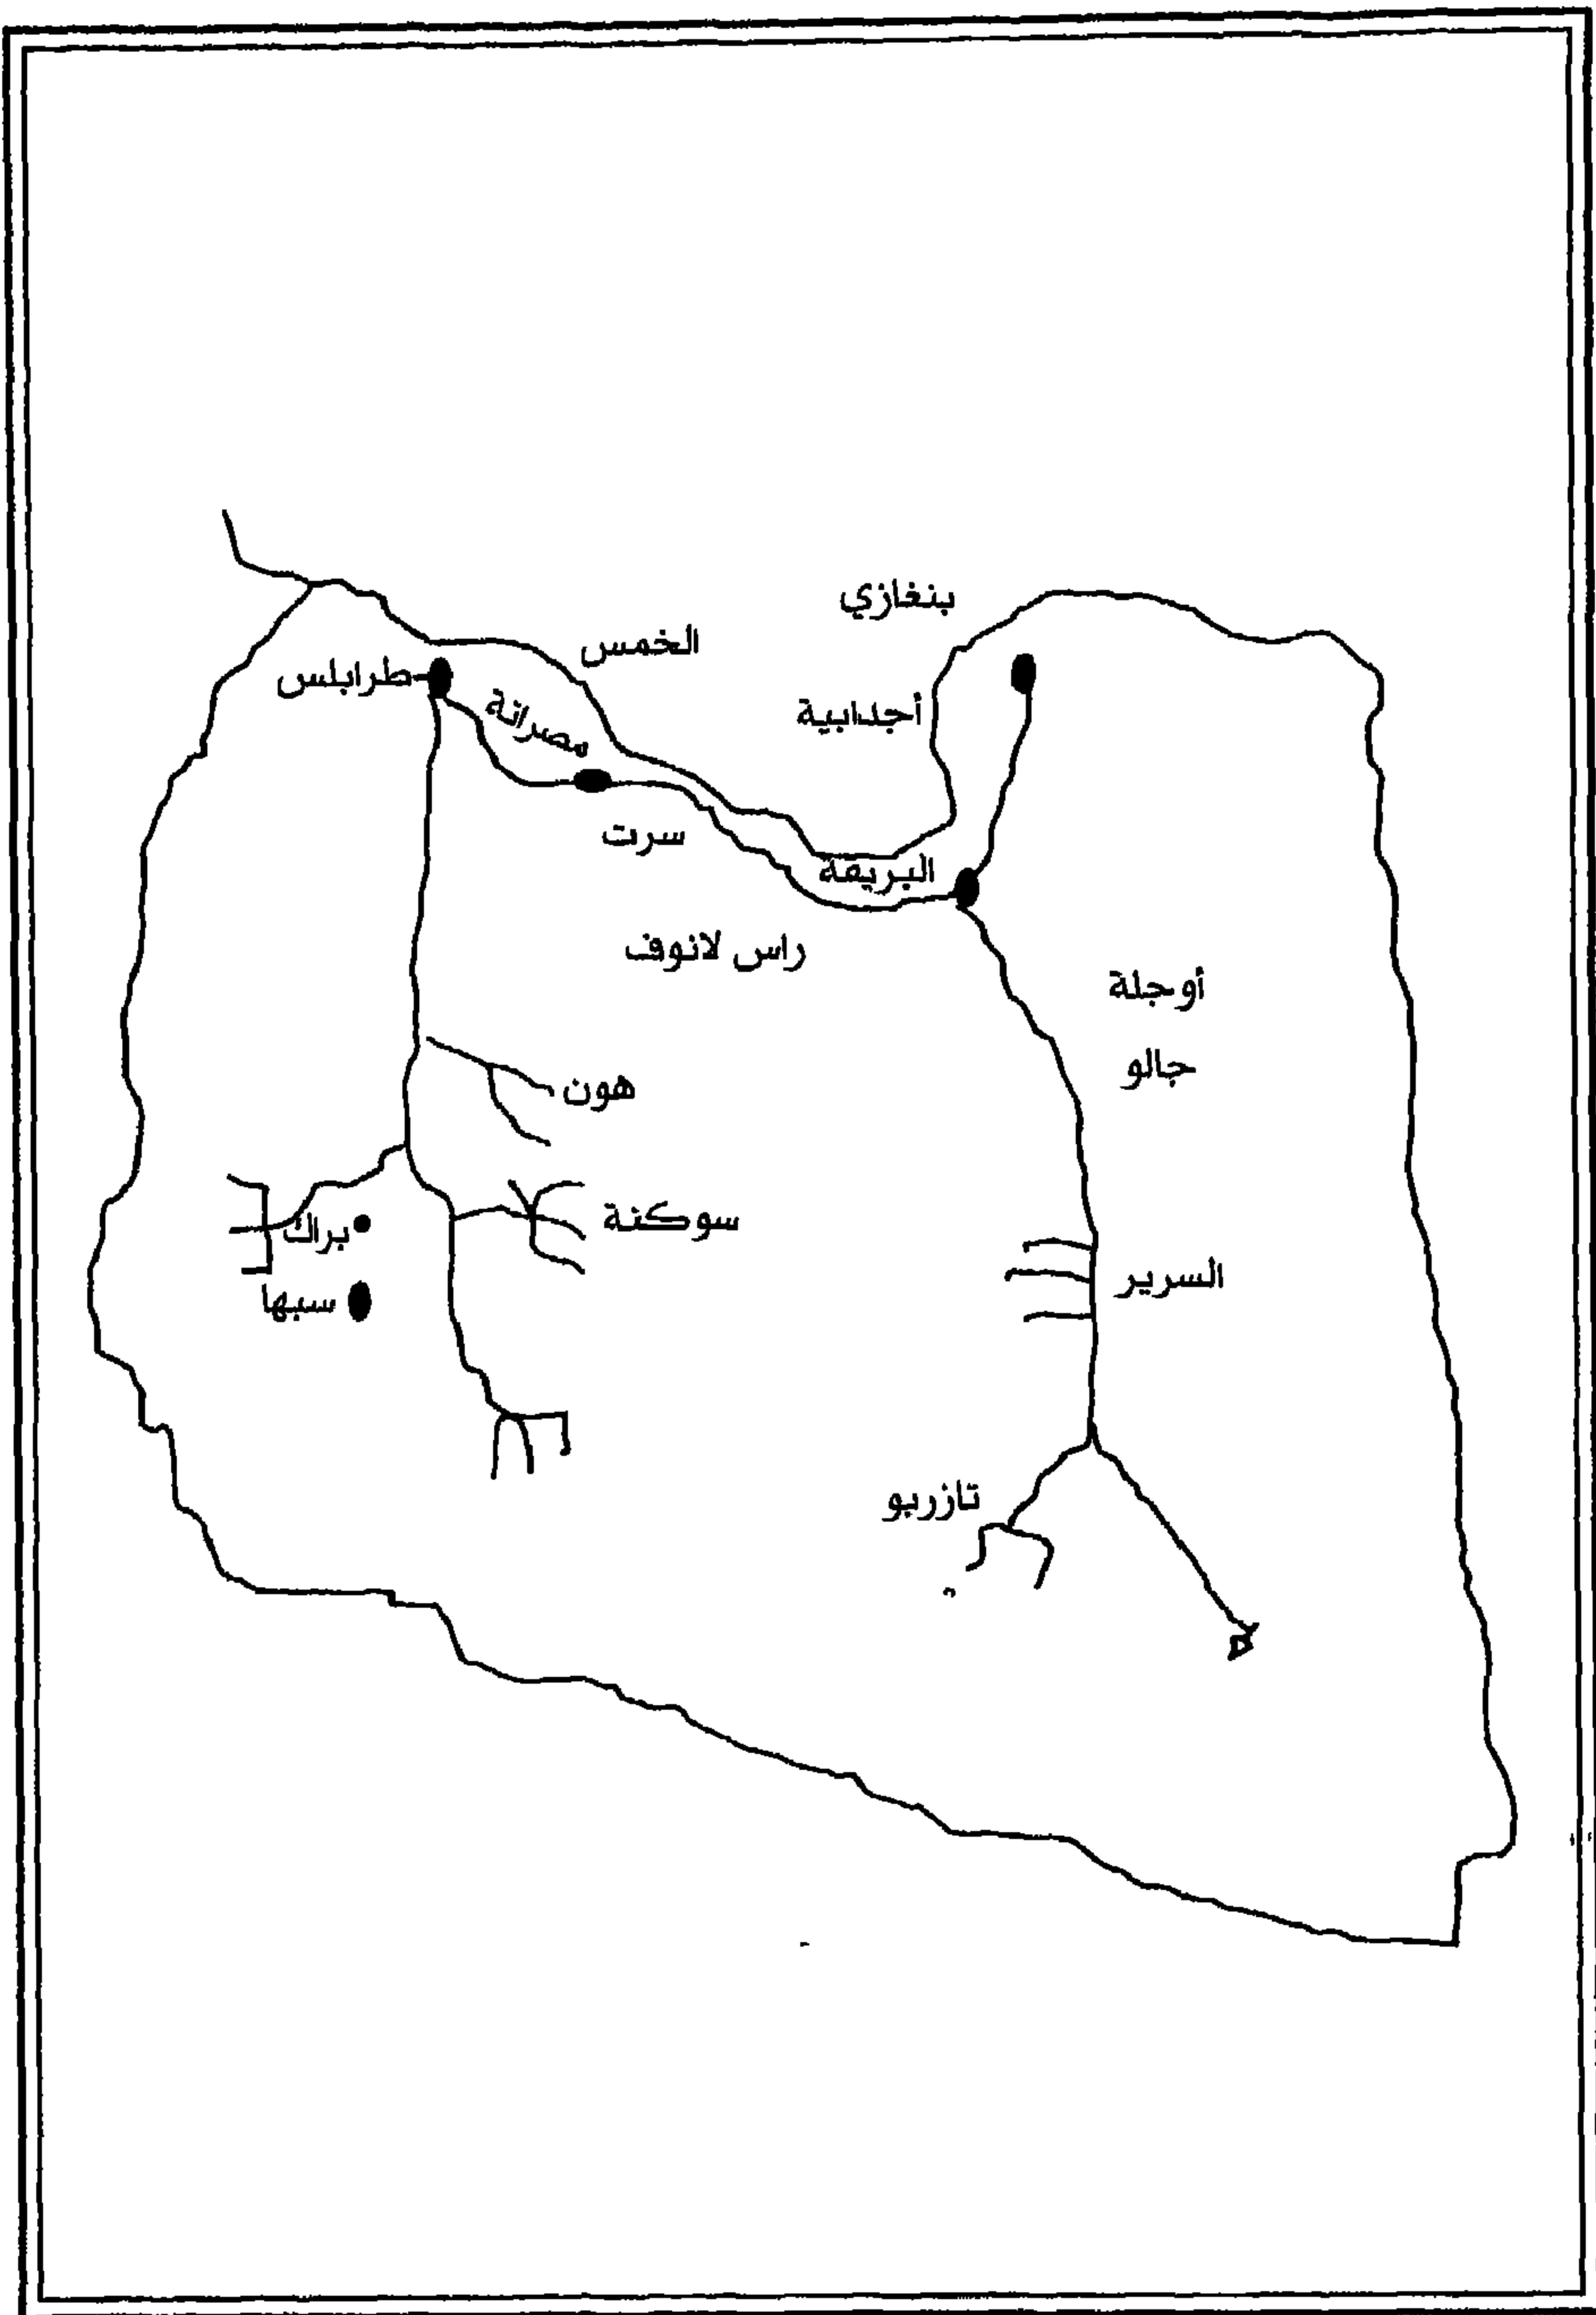 بنغازي
الخمس
طرابلس
أجدابية
مصراتة
سرت
البريقة
راس لانوف
أوجلة
جالو
هون
سوكنة
براك
السرير
سبها
تازربو